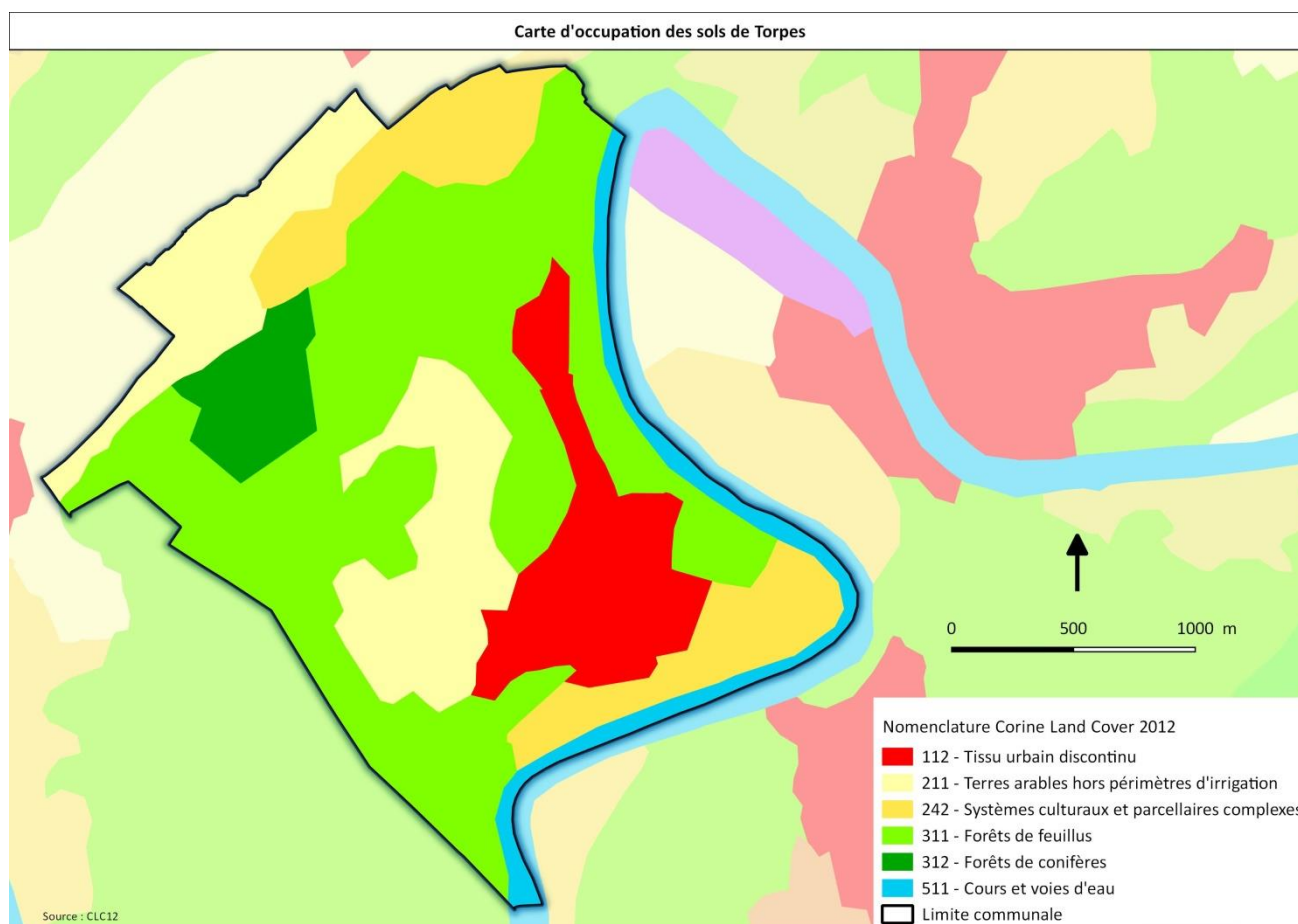 Carte d'occupation des sols de Torpes
0 500 1000 m
Nomenclature Corine Land Cover 2012
112 - Tissu urbain discontinu
211 - Terres arables hors périmètres d'irrigation
242 - Systèmes culturaux et parcellaires complexes
311 - Forêts de feuillus
312 - Forêts de conifères
511 - Cours et voies d'eau
Limite communale
Source : CLC12